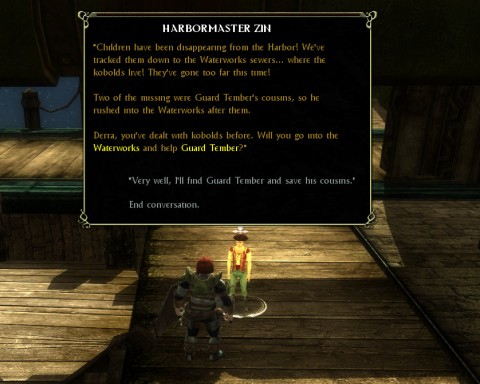 HARBORMASTER ZIN
"Children have been disappearing from the Harbor! We've
tracked them down to the Waterworks sewers... where the
kobolds live! They've gone too far this time!
Two of the missing were Guard Tember's cousins, so he
rushed into the Waterworks after them.
Derra, you've dealt with kobolds before. Will you go into the
Waterworks and help Guard Tember?"
"Very well, I'll find Guard Tember and save his cousins."
End conversation.